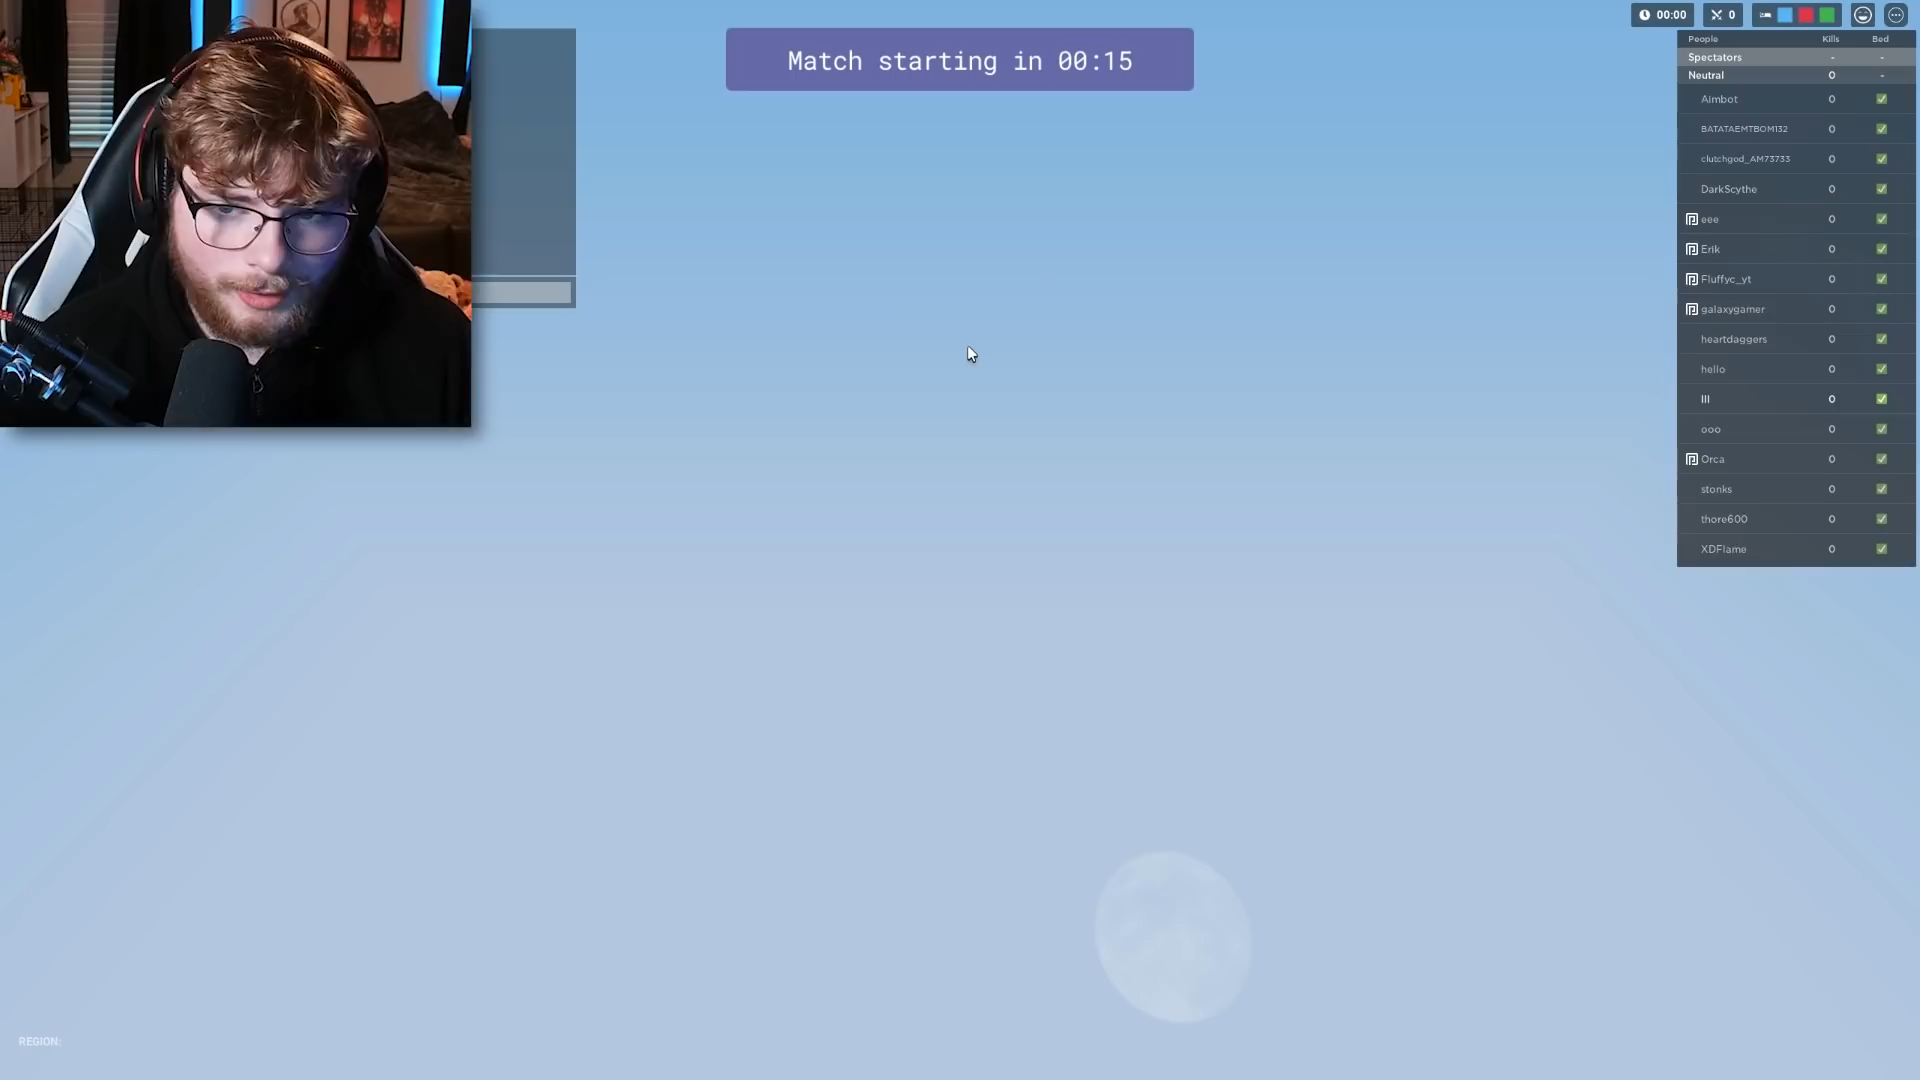 Match starting in 00:15
00:00
0
People Kills Bed
Spectators - -
Neutral 0 -
Aimbot 0
BATATAEMTBOM132 0
clutchgod_AM73733 0
DarkScythe 0
eee 0
Erik 0
Fluffyc_yt 0
galaxygamer 0
heartdaggers 0
hello 0
lll 0
ooo 0
Orca 0
stonks 0
thore600 0
XDFlame 0
REGION: